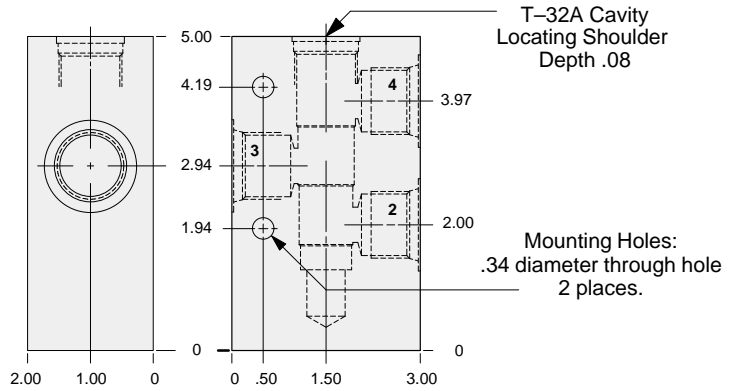 T–32A Cavity
Locating Shoulder
Depth .08
5.00
4.19
4
3.97
3
2.94
2
2.00
1.94
Mounting Holes:
.34 diameter through hole
2 places.
0
0
2.00 1.00 0
0 .50 1.50 3.00